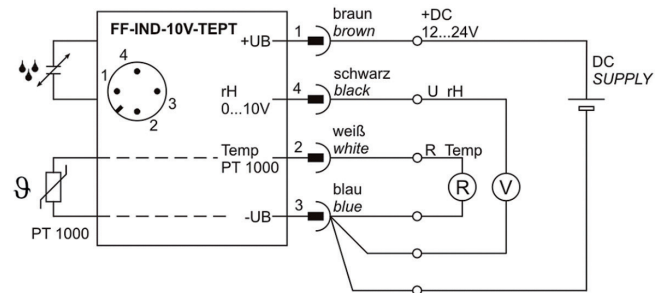 FF-IND-10V-TEPT
+UB
1
braun
brown
+DC
12...24V
DC
SUPPLY
4
1
3
2
rH
0...10V
4
schwarz
black
U rH
V
Temp
PT 1000
2
weiß
white
R Temp
R
ϑ
PT 1000
-UB
3
blau
blue